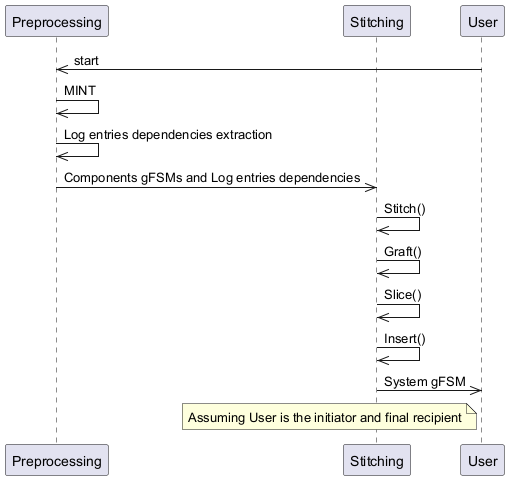 Preprocessing Stitching User
start
MINT
Log entries dependencies extraction
Components gFSMs and Log entries dependencies
Stitch()
Graft()
Slice()
Insert()
System gFSM
Assuming User is the initiator and final recipient
Preprocessing Stitching User